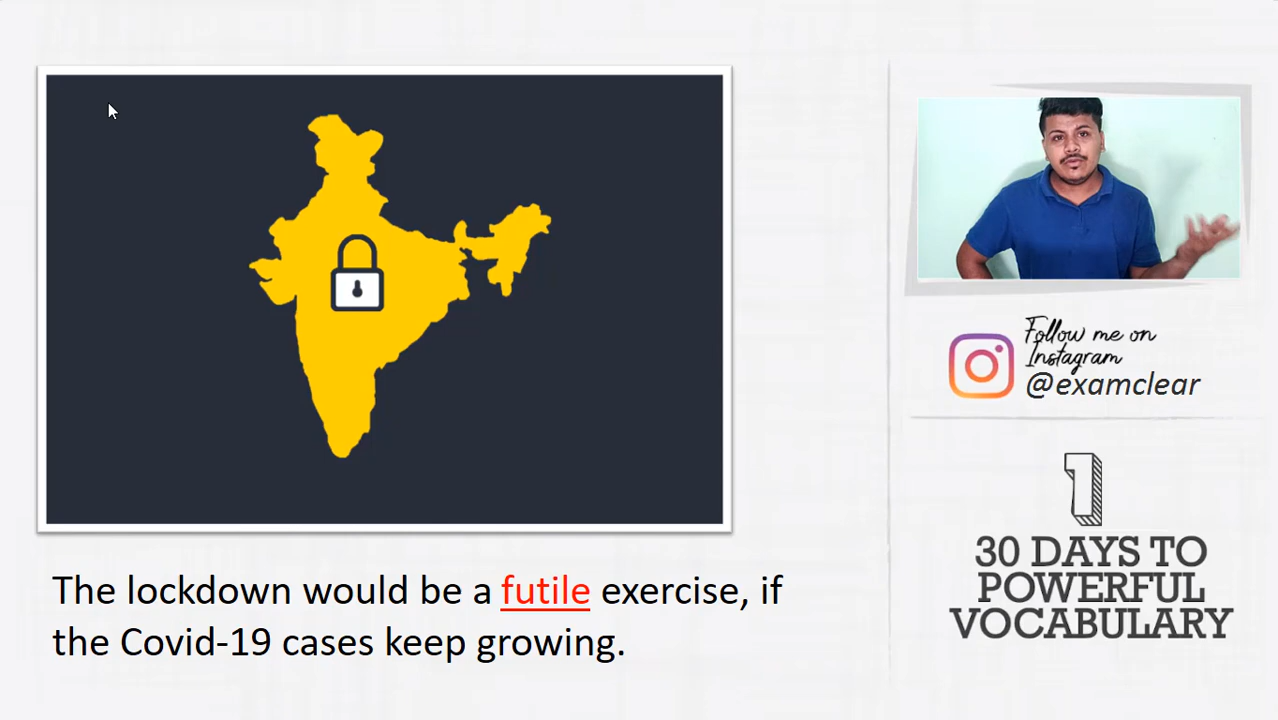 The lockdown would be a futile exercise, if
the Covid-19 cases keep growing.
Follow me on
Instagram
@examclear
1
30 DAYS TO
POWERFUL
VOCABULARY